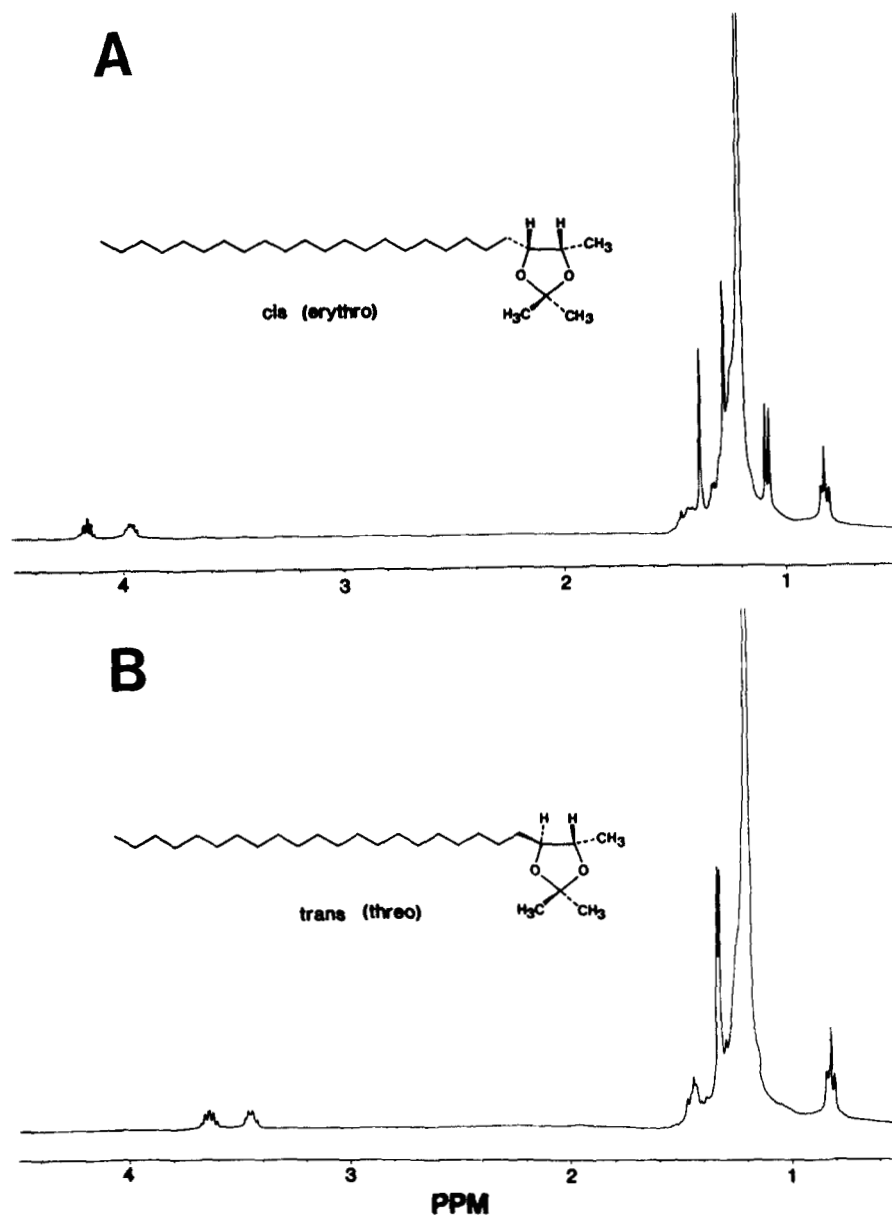 A
H H
CH₃
O O
H₃C CH₃
cis (erythro)
4 3 2 1
B
H H
CH₃
O O
H₃C CH₃
trans (threo)
4 3 2 1
PPM